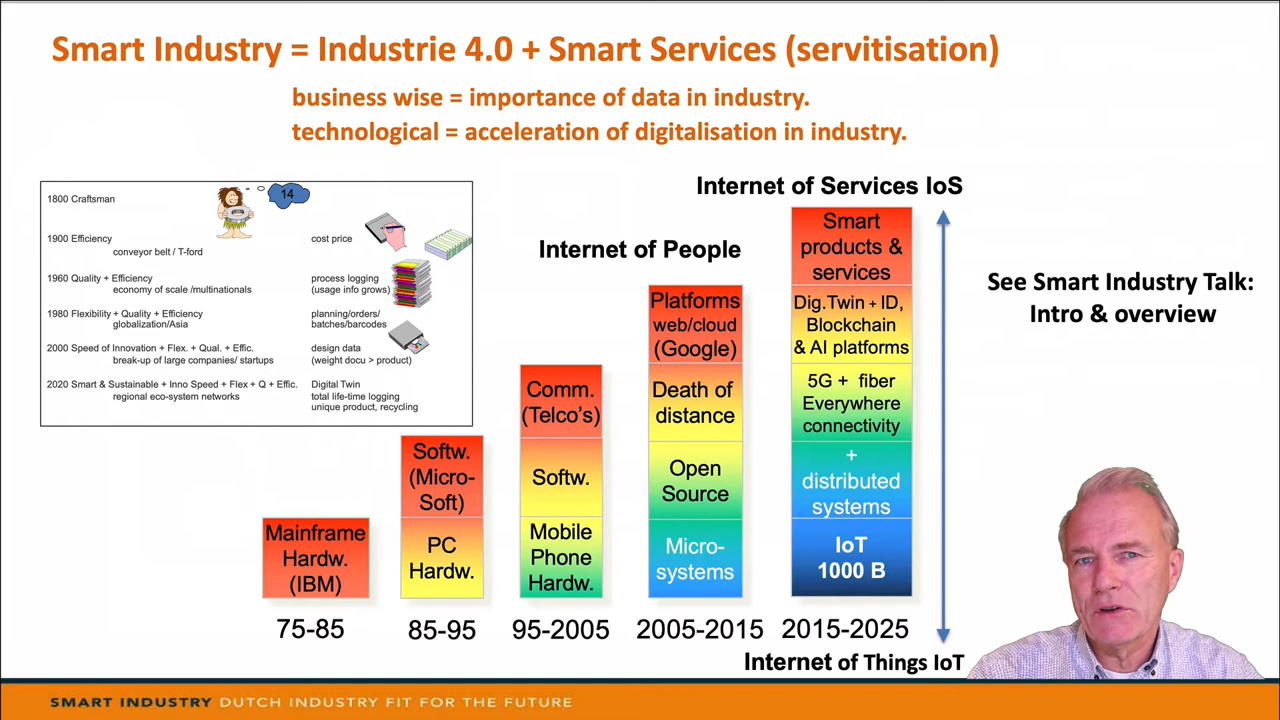 Smart Industry = Industrie 4.0 + Smart Services (servitisation)
business wise = importance of data in industry.
technological = acceleration of digitalisation in industry.
14
1800 Craftsman
1900 Efficiency
conveyor belt / T-ford
cost price
1960 Quality + Efficiency
economy of scale /multinationals
process logging
(usage info grows)
1980 Flexibility + Quality + Efficiency
globalization/Asia
planning/orders/
batches/barcodes
2000 Speed of Innovation + Flex. + Qual. + Effic.
break-up of large companies/ startups
design data
(weight docu > product)
2020 Smart & Sustainable + Inno Speed + Flex + Q + Effic.
regional eco-system networks
Digital Twin
total life-time logging
unique product, recycling
Mainframe
Hardw.
(IBM)
75-85
Softw.
(Micro-
Soft)
PC
Hardw.
85-95
Comm.
(Telco's)
Softw.
Mobile
Phone
Hardw.
95-2005
Internet of People
Platforms
web/cloud
(Google)
Death of
distance
Open
Source
Micro-
systems
2005-2015
Internet of Services IoS
Smart
products &
services
Dig.Twin + ID,
Blockchain
& AI platforms
5G + fiber
Everywhere
connectivity
+
distributed
systems
IoT
1000 B
2015-2025
Internet of Things IoT
See Smart Industry Talk:
Intro & overview
SMART INDUSTRY DUTCH INDUSTRY FIT FOR THE FUTURE